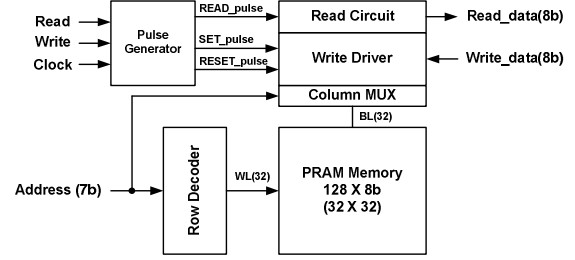 Read
Write
Clock
Pulse
Generator
READ_pulse
SET_pulse
RESET_pulse
Read Circuit
Write Driver
Column MUX
Read_data(8b)
Write_data(8b)
BL(32)
Address (7b)
Row Decoder
WL(32)
PRAM Memory
128 X 8b
(32 X 32)